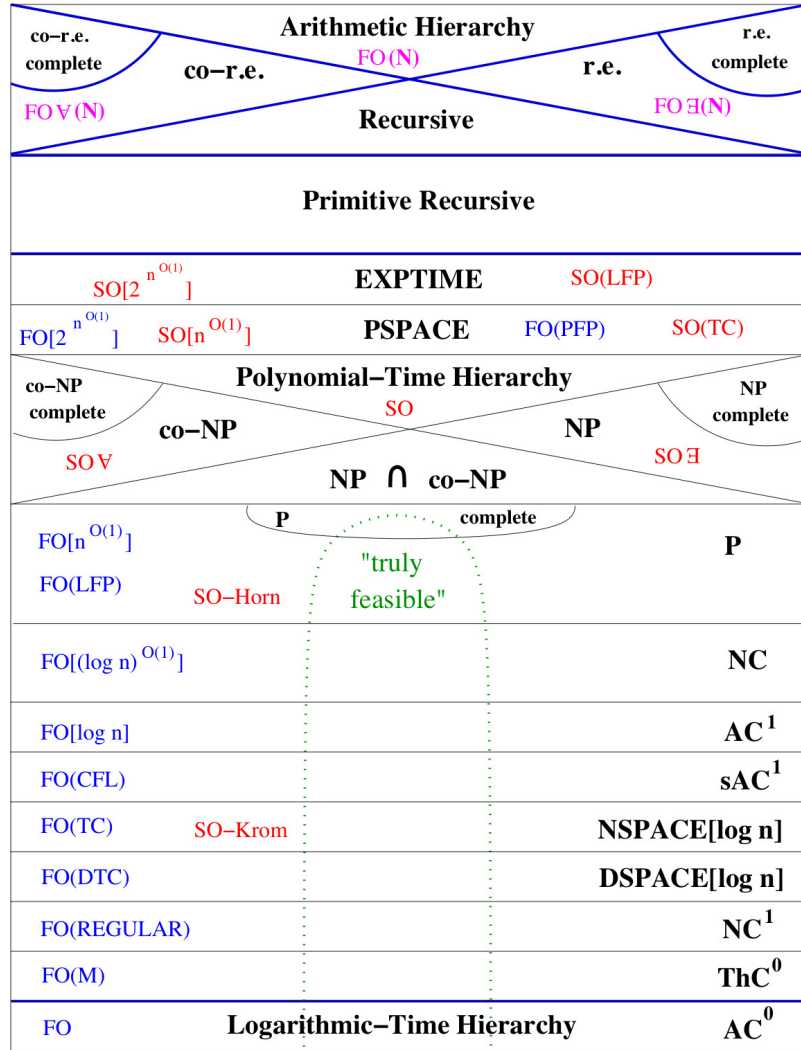 Arithmetic Hierarchy
co-r.e. complete
co-r.e.
FO(N)
r.e.
r.e. complete
FO∀(N)
FO∃(N)
Recursive
Primitive Recursive
SO[2^n^O(1)] EXPTIME SO(LFP)
FO[2^n^O(1)] SO[n^O(1)] PSPACE FO(PFP) SO(TC)
Polynomial-Time Hierarchy
co-NP complete
co-NP
SO
NP
NP complete
SO∀
SO∃
NP ∩ co-NP
P complete
FO[n^O(1)]
"truly feasible"
P
FO(LFP)
SO-Horn
FO[(log n)^O(1)] NC
FO[log n] AC^1
FO(CFL) sAC^1
FO(TC) SO-Krom NSPACE[log n]
FO(DTC) DSPACE[log n]
FO(REGULAR) NC^1
FO(M) ThC^0
FO Logarithmic-Time Hierarchy AC^0